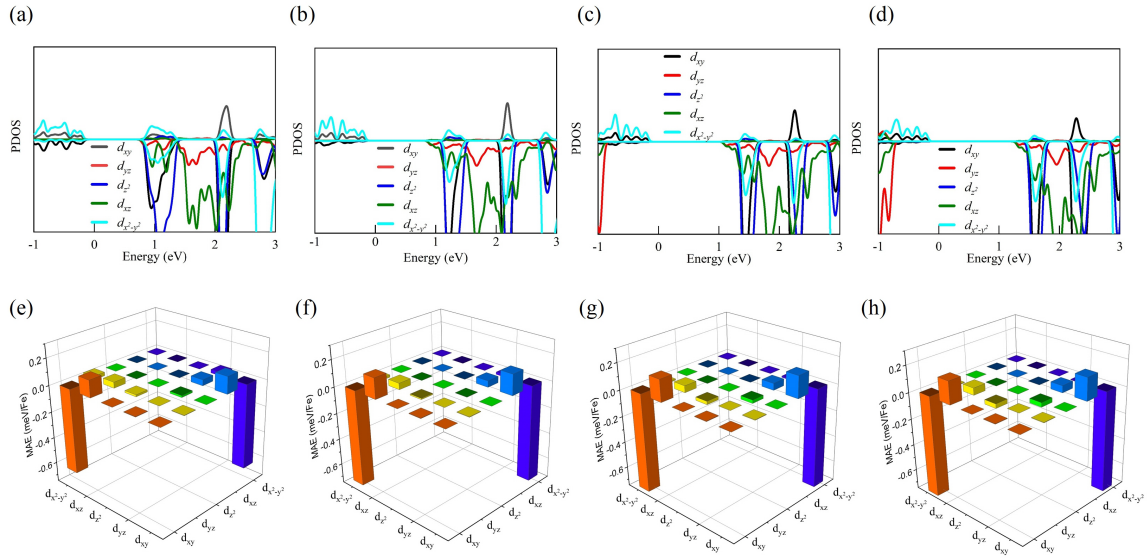 (a)
PDOS
d_xy
d_yz
d_z²
d_xz
d_x²-y²
-1 0 1 2 3
Energy (eV)
(b)
PDOS
d_xy
d_yz
d_z²
d_xz
d_x²-y²
-1 0 1 2 3
Energy (eV)
(c)
PDOS
d_xy
d_yz
d_z²
d_xz
d_x²-y²
-1 0 1 2 3
Energy (eV)
(d)
PDOS
d_xy
d_yz
d_z²
d_xz
d_x²-y²
-1 0 1 2 3
Energy (eV)
(e)
MAE (meV/Fe)
0.2
0.0
-0.2
-0.4
-0.6
d_x²-y²
d_xz
d_z²
d_yz
d_xy
d_xy
d_yz
d_z²
d_xz
d_x²-y²
(f)
MAE (meV/Fe)
0.2
0.0
-0.2
-0.4
-0.6
d_x²-y²
d_xz
d_z²
d_yz
d_xy
d_xy
d_yz
d_z²
d_xz
d_x²-y²
(g)
MAE (meV/Fe)
0.2
0.0
-0.2
-0.4
-0.6
d_x²-y²
d_xz
d_z²
d_yz
d_xy
d_xy
d_yz
d_z²
d_xz
d_x²-y²
(h)
MAE (meV/Fe)
0.2
0.0
-0.2
-0.4
-0.6
d_x²-y²
d_xz
d_z²
d_yz
d_xy
d_xy
d_yz
d_z²
d_xz
d_x²-y²